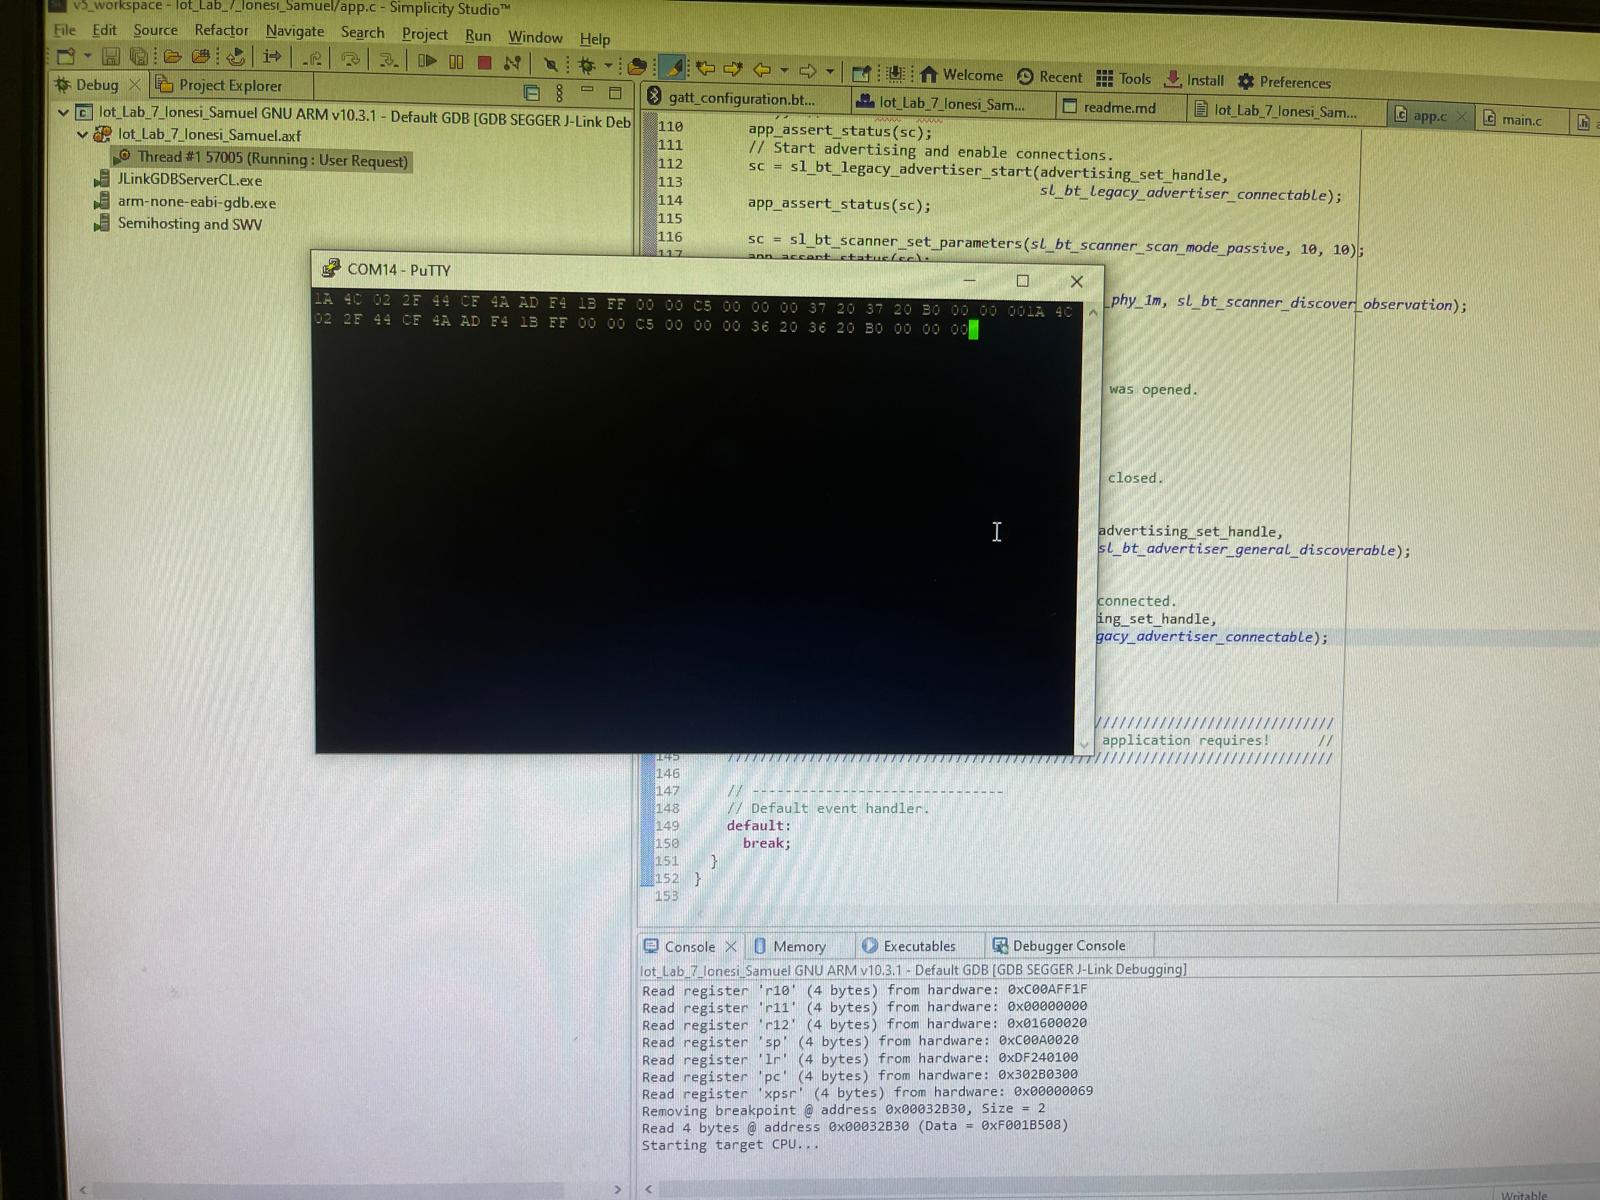 v5_workspace - Iot_Lab_7_Ionesi_Samuel/app.c - Simplicity Studio™
File Edit Source Refactor Navigate Search Project Run Window Help
Welcome Recent Tools Install Preferences
Debug Project Explorer
Iot_Lab_7_Ionesi_Samuel GNU ARM v10.3.1 - Default GDB [GDB SEGGER J-Link Deb
Iot_Lab_7_Ionesi_Samuel.axf
Thread #1 57005 (Running : User Request)
JLinkGDBServerCL.exe
arm-none-eabi-gdb.exe
Semihosting and SWV
gatt_configuration.bt... Iot_Lab_7_Ionesi_Sam... readme.md Iot_Lab_7_Ionesi_Sam... app.c main.c
110 app_assert_status(sc);
111 // Start advertising and enable connections.
112 sc = sl_bt_legacy_advertiser_start(advertising_set_handle,
113 sl_bt_legacy_advertiser_connectable);
114 app_assert_status(sc);
115
116 sc = sl_bt_scanner_set_parameters(sl_bt_scanner_scan_mode_passive, 10, 10);
117 app_assert_status(sc);
_phy_1m, sl_bt_scanner_discover_observation);
was opened.
closed.
advertising_set_handle,
sl_bt_advertiser_general_discoverable);
connected.
ing_set_handle,
gacy_advertiser_connectable);
///////////////////////////////
application requires! //
COM14 - PuTTY
1A 4C 02 2F 44 CF 4A AD F4 1B FF 00 00 C5 00 00 00 37 20 37 20 B0 00 00 001A 4C
02 2F 44 CF 4A AD F4 1B FF 00 00 C5 00 00 00 36 20 36 20 B0 00 00 00
145 ///////////////////////////////////////////////////////////////////////////
146
147 // -------------------------------
148 // Default event handler.
149 default:
150 break;
151 }
152 }
153
Console Memory Executables Debugger Console
Iot_Lab_7_Ionesi_Samuel GNU ARM v10.3.1 - Default GDB [GDB SEGGER J-Link Debugging]
Read register 'r10' (4 bytes) from hardware: 0xC00AFF1F
Read register 'r11' (4 bytes) from hardware: 0x00000000
Read register 'r12' (4 bytes) from hardware: 0x01600020
Read register 'sp' (4 bytes) from hardware: 0xC00A0020
Read register 'lr' (4 bytes) from hardware: 0xDF240100
Read register 'pc' (4 bytes) from hardware: 0x302B0300
Read register 'xpsr' (4 bytes) from hardware: 0x00000069
Removing breakpoint @ address 0x00032B30, Size = 2
Read 4 bytes @ address 0x00032B30 (Data = 0xF001B508)
Starting target CPU...
Writable